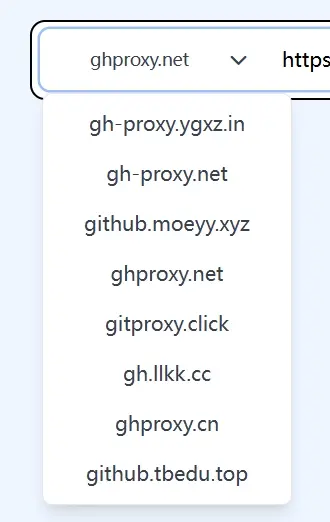 ghproxy.net https
gh-proxy.ygxz.in
gh-proxy.net
github.moeyy.xyz
ghproxy.net
gitproxy.click
gh.llkk.cc
ghproxy.cn
github.tbedu.top